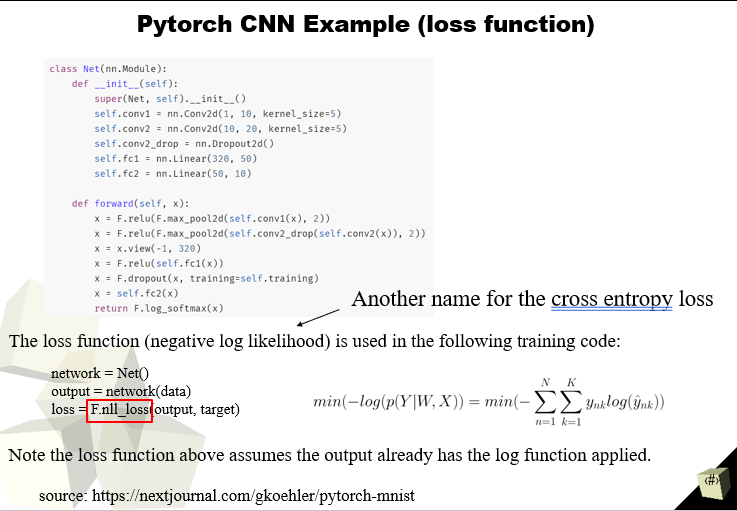 Pytorch CNN Example (loss function)
class Net(nn.Module):
def __init__(self):
super(Net, self).__init__()
self.conv1 = nn.Conv2d(1, 10, kernel_size=5)
self.conv2 = nn.Conv2d(10, 20, kernel_size=5)
self.conv2_drop = nn.Dropout2d()
self.fc1 = nn.Linear(320, 50)
self.fc2 = nn.Linear(50, 10)
def forward(self, x):
x = F.relu(F.max_pool2d(self.conv1(x), 2))
x = F.relu(F.max_pool2d(self.conv2_drop(self.conv2(x)), 2))
x = x.view(-1, 320)
x = F.relu(self.fc1(x))
x = F.dropout(x, training=self.training)
x = self.fc2(x)
return F.log_softmax(x)
Another name for the cross entropy loss
The loss function (negative log likelihood) is used in the following training code:
network = Net()
output = network(data)
loss = F.nll_loss(output, target)
min(−log(p(Y|W, X)) = min(− ∑_{n=1}^{N} ∑_{k=1}^{K} y_{nk}log(ŷ_{nk}))
Note the loss function above assumes the output already has the log function applied.
source: https://nextjournal.com/gkoehler/pytorch-mnist
‹#›